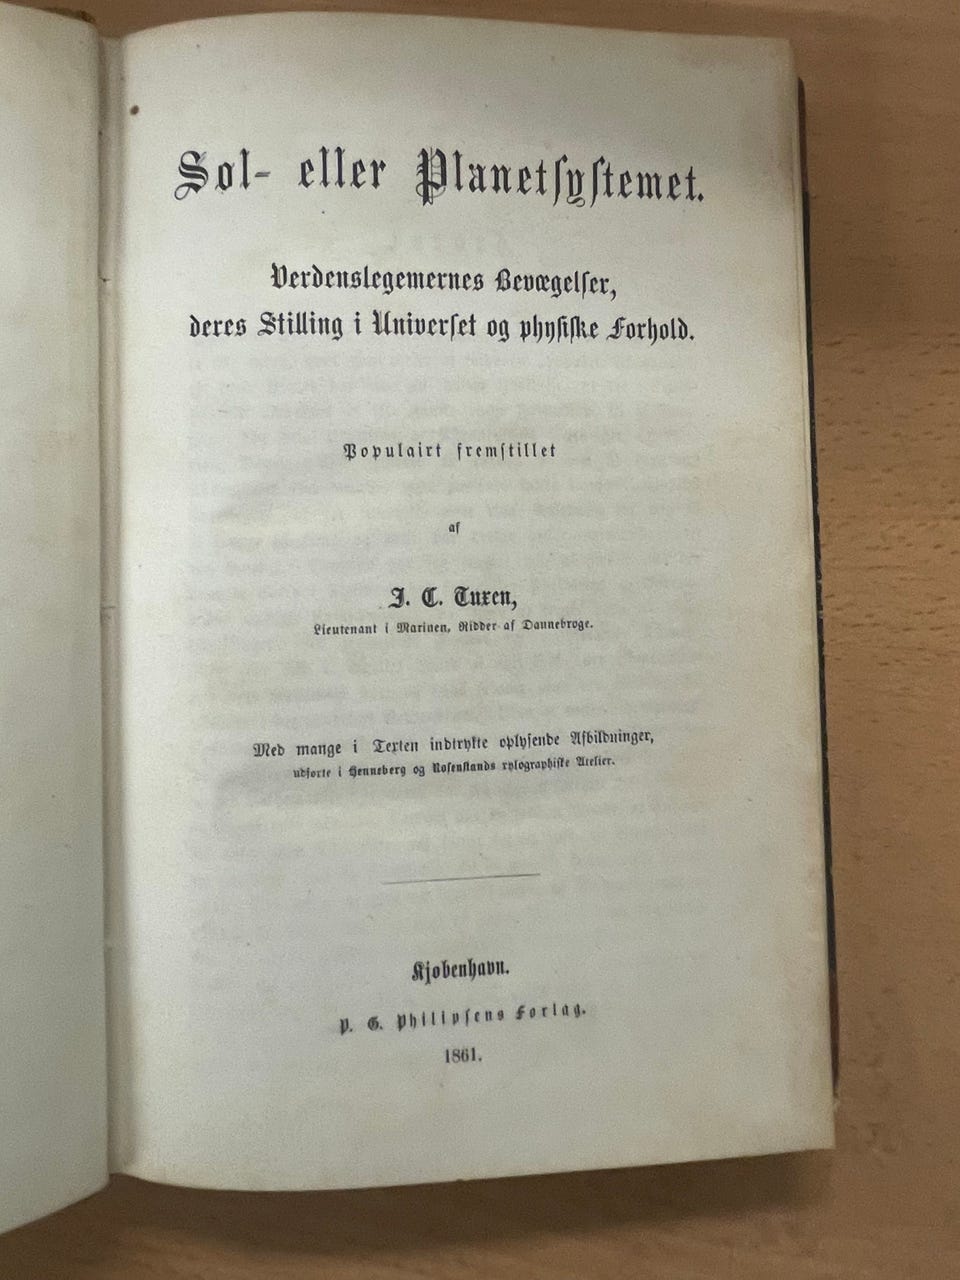 Sol- eller Planetsystemet.
Verdenslegemernes Bevægelser,
deres Stilling i Universet og physiske Forhold.
Populairt fremstillet
af
J. C. Tuxen,
Lieutenant i Marinen, Ridder af Dannebroge.
Med mange i Texten indtrykte oplysende Afbildninger,
udførte i Henneberg og Rosenstands xylographiske Atelier.
Kjøbenhavn.
P. G. Philipsens Forlag.
1861.